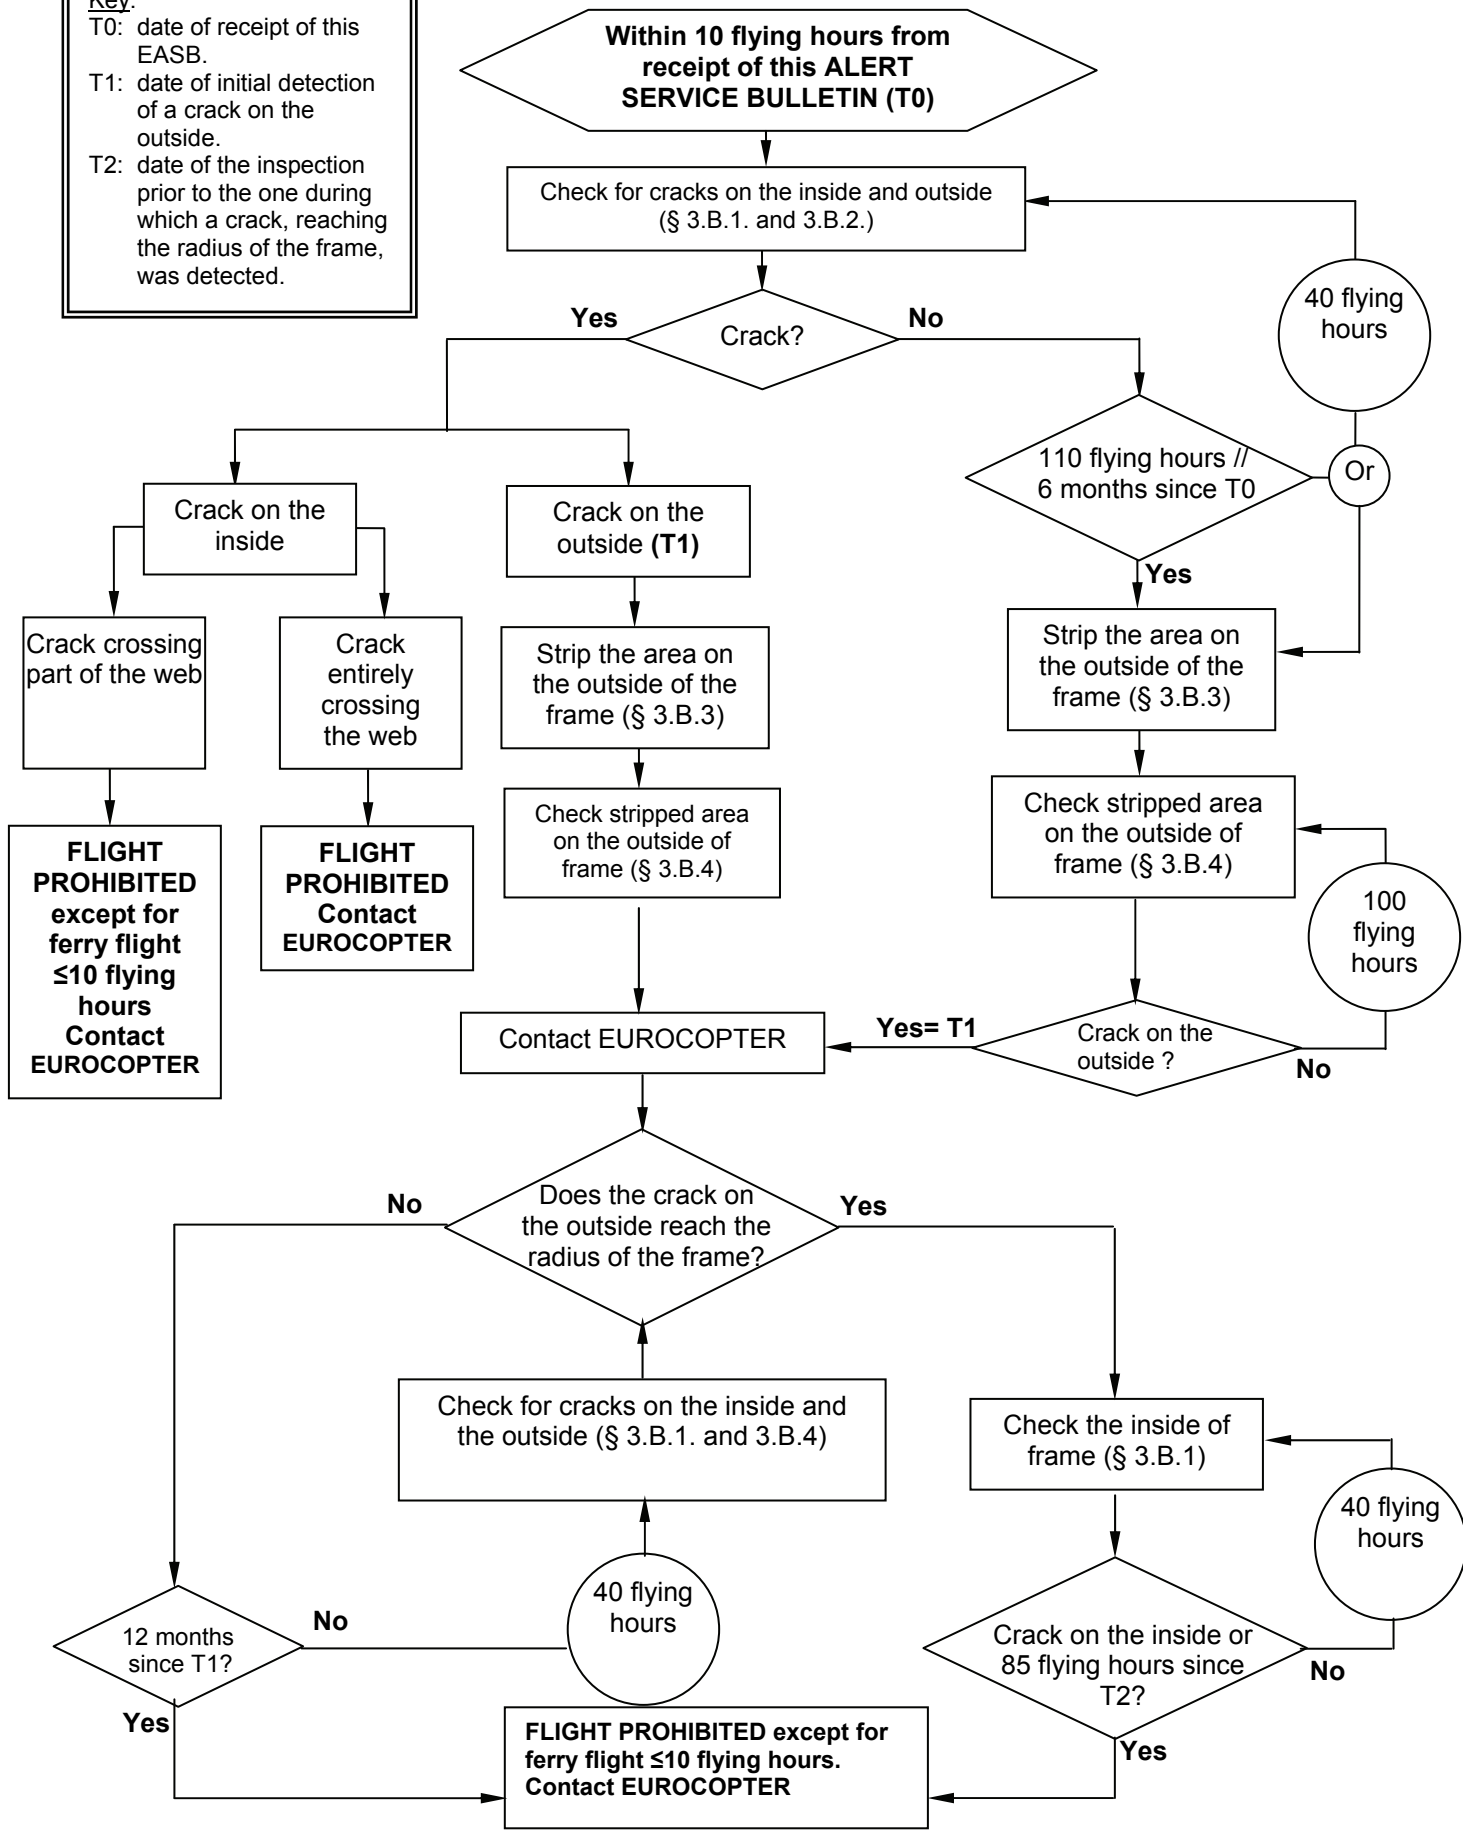 Key:
T0: date of receipt of this
EASB.
T1: date of initial detection
of a crack on the
outside.
T2: date of the inspection
prior to the one during
which a crack, reaching
the radius of the frame,
was detected.
Within 10 flying hours from
receipt of this ALERT
SERVICE BULLETIN (T0)
Check for cracks on the inside and outside
(§ 3.B.1. and 3.B.2.)
40 flying
hours
Yes
Crack?
No
110 flying hours //
6 months since T0
Or
Yes
Crack on the
inside
Crack on the
outside (T1)
Crack crossing
part of the web
Crack
entirely
crossing
the web
Strip the area on
the outside of the
frame (§ 3.B.3)
Strip the area on
the outside of the
frame (§ 3.B.3)
FLIGHT
PROHIBITED
except for
ferry flight
≤10 flying
hours
Contact
EUROCOPTER
FLIGHT
PROHIBITED
Contact
EUROCOPTER
Check stripped area
on the outside of
frame (§ 3.B.4)
Check stripped area
on the outside of
frame (§ 3.B.4)
100
flying
hours
Contact EUROCOPTER
Yes= T1
Crack on the
outside ?
No
No
Does the crack on
the outside reach the
radius of the frame?
Yes
Check for cracks on the inside and
the outside (§ 3.B.1. and 3.B.4)
Check the inside of
frame (§ 3.B.1)
40 flying
hours
12 months
since T1?
No
40 flying
hours
Crack on the inside or
85 flying hours since
T2?
No
Yes
FLIGHT PROHIBITED except for
ferry flight ≤10 flying hours.
Contact EUROCOPTER
Yes